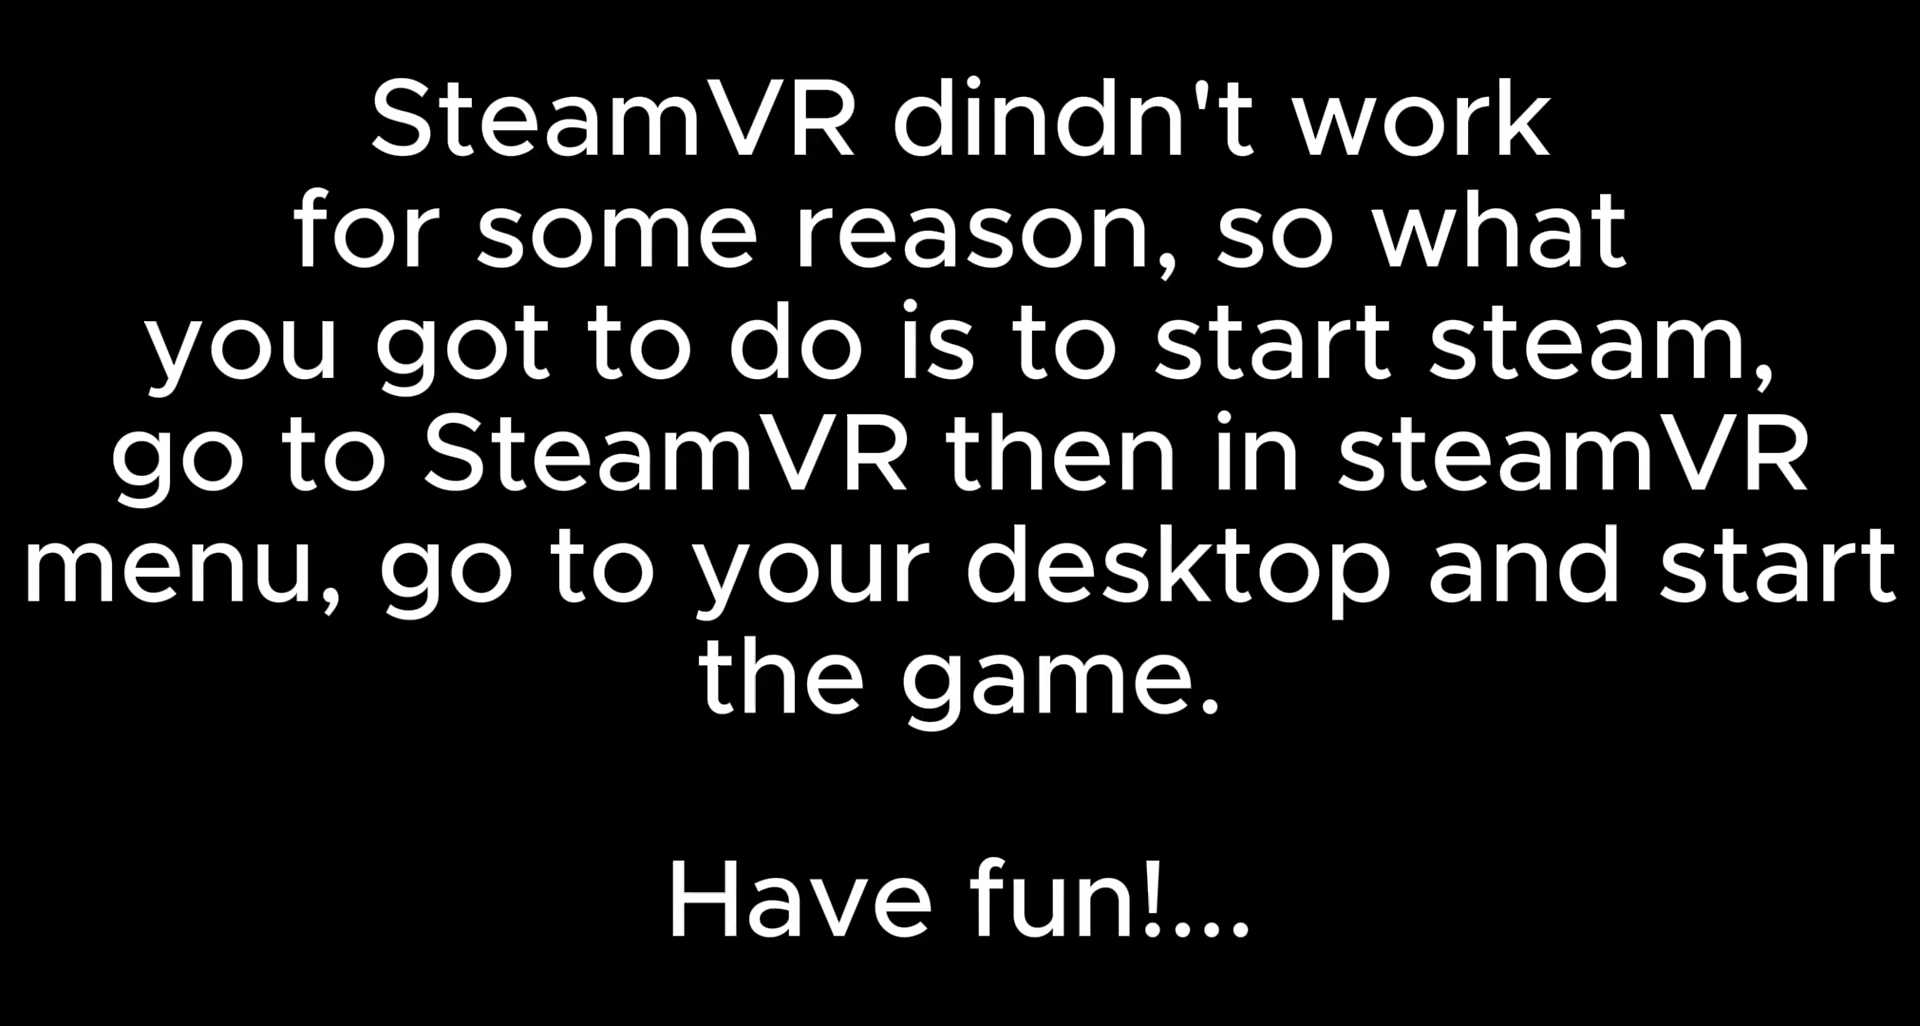 SteamVR dindn't work
for some reason, so what
you got to do is to start steam,
go to SteamVR then in steamVR
menu, go to your desktop and start
the game.
Have fun!...